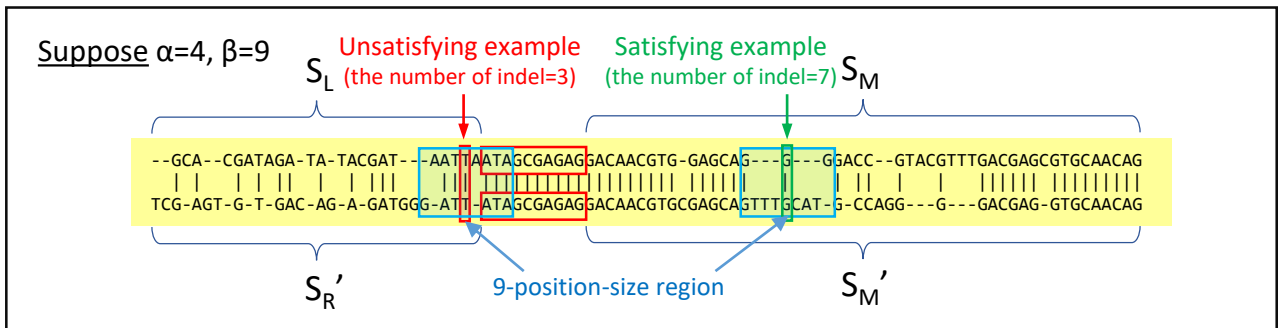 Suppose α=4, β=9
Unsatisfying example
(the number of indel=3)
Satisfying example
(the number of indel=7)
S_L
S_M
--GCA--CGATAGA-TA-TACGAT---AATTAATAGCGAGAGGACAACGTG-GAGCAG---G---GGACC--GTACGTTTGACGAGCGTGCAACAG
TCG-AGT-G-T-GAC-AG-A-GATGGG-ATT-ATAGCGAGAGGACAACGTGCGAGCAGTTTGCAT-G-CCAGG---G---GACGAG-GTGCAACAG
S_R'
9-position-size region
S_M'